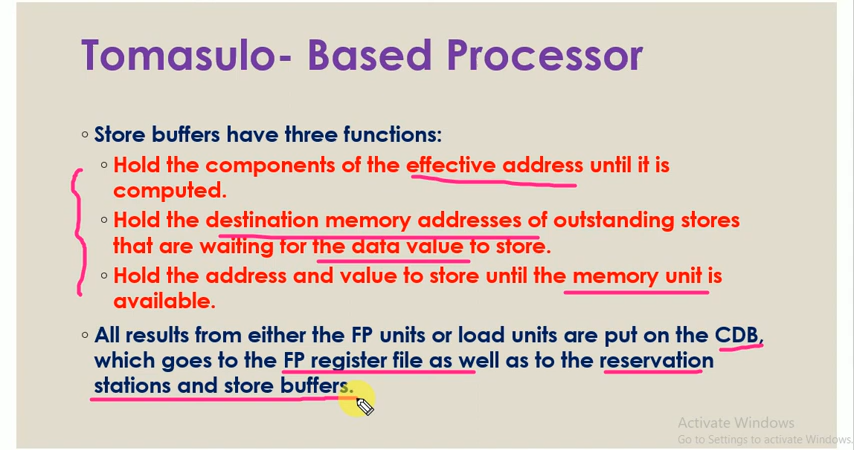 Tomasulo- Based Processor
◦ Store buffers have three functions:
◦ Hold the components of the effective address until it is
computed.
◦ Hold the destination memory addresses of outstanding stores
that are waiting for the data value to store.
◦ Hold the address and value to store until the memory unit is
available.
◦ All results from either the FP units or load units are put on the CDB,
which goes to the FP register file as well as to the reservation
stations and store buffers.
Activate Windows
Go to Settings to activate Windows.